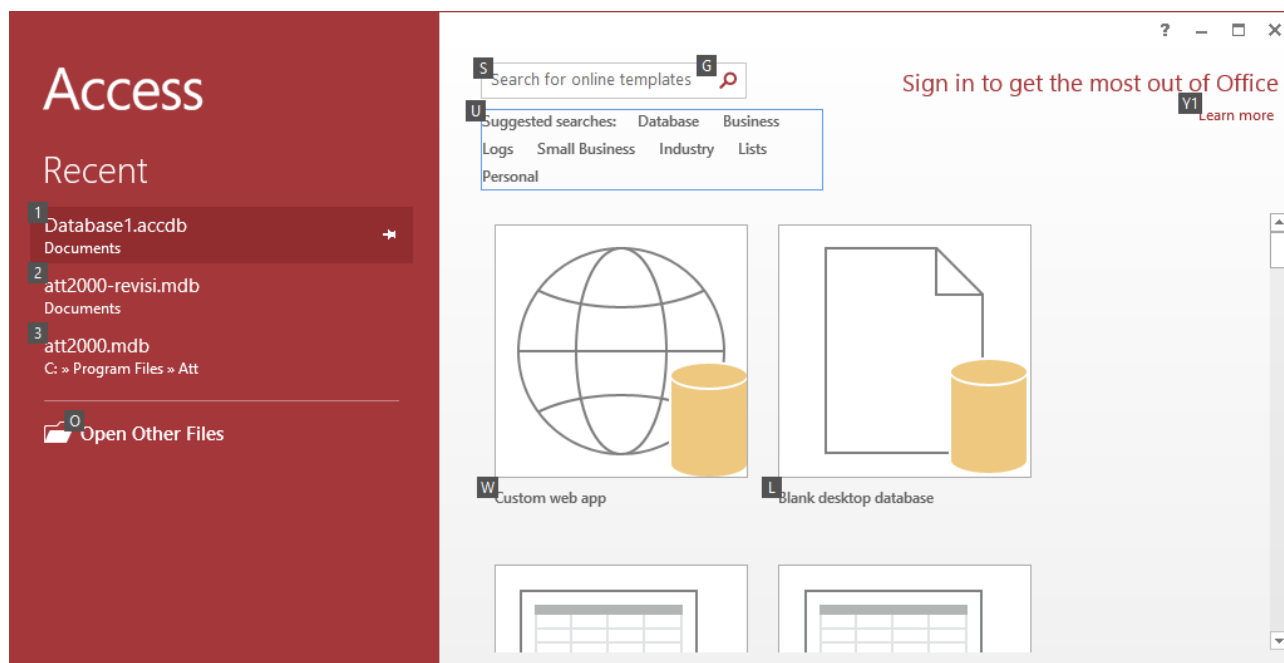 Access
Recent
1
Database1.accdb
Documents
2
att2000-revisi.mdb
Documents
3
att2000.mdb
C: » Program Files » Att
O
Open Other Files
?
S
Search for online templates
G
U
Suggested searches: Database Business
Logs Small Business Industry Lists
Personal
Sign in to get the most out of Office
Y1
Learn more
W
Custom web app
L
Blank desktop database